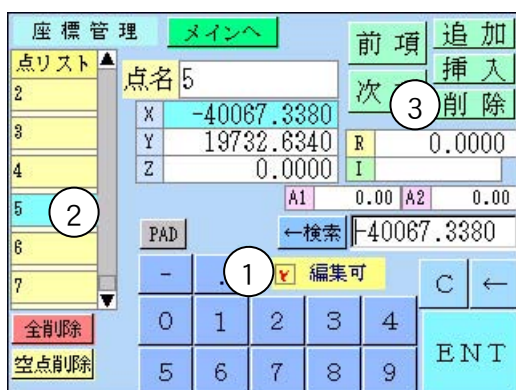 座標管理
メインへ
前項
追加
挿入
次
③
削除
点リスト
2
3
4
5
②
6
7
全削除
空点削除
点名 5
X -40067.3380
Y 19732.6340
Z 0.0000
R 0.0000
I
A1 0.00 A2 0.00
PAD
←検索
-40067.3380
- . ① 編集可
C ←
0 1 2 3 4
5 6 7 8 9
ENT